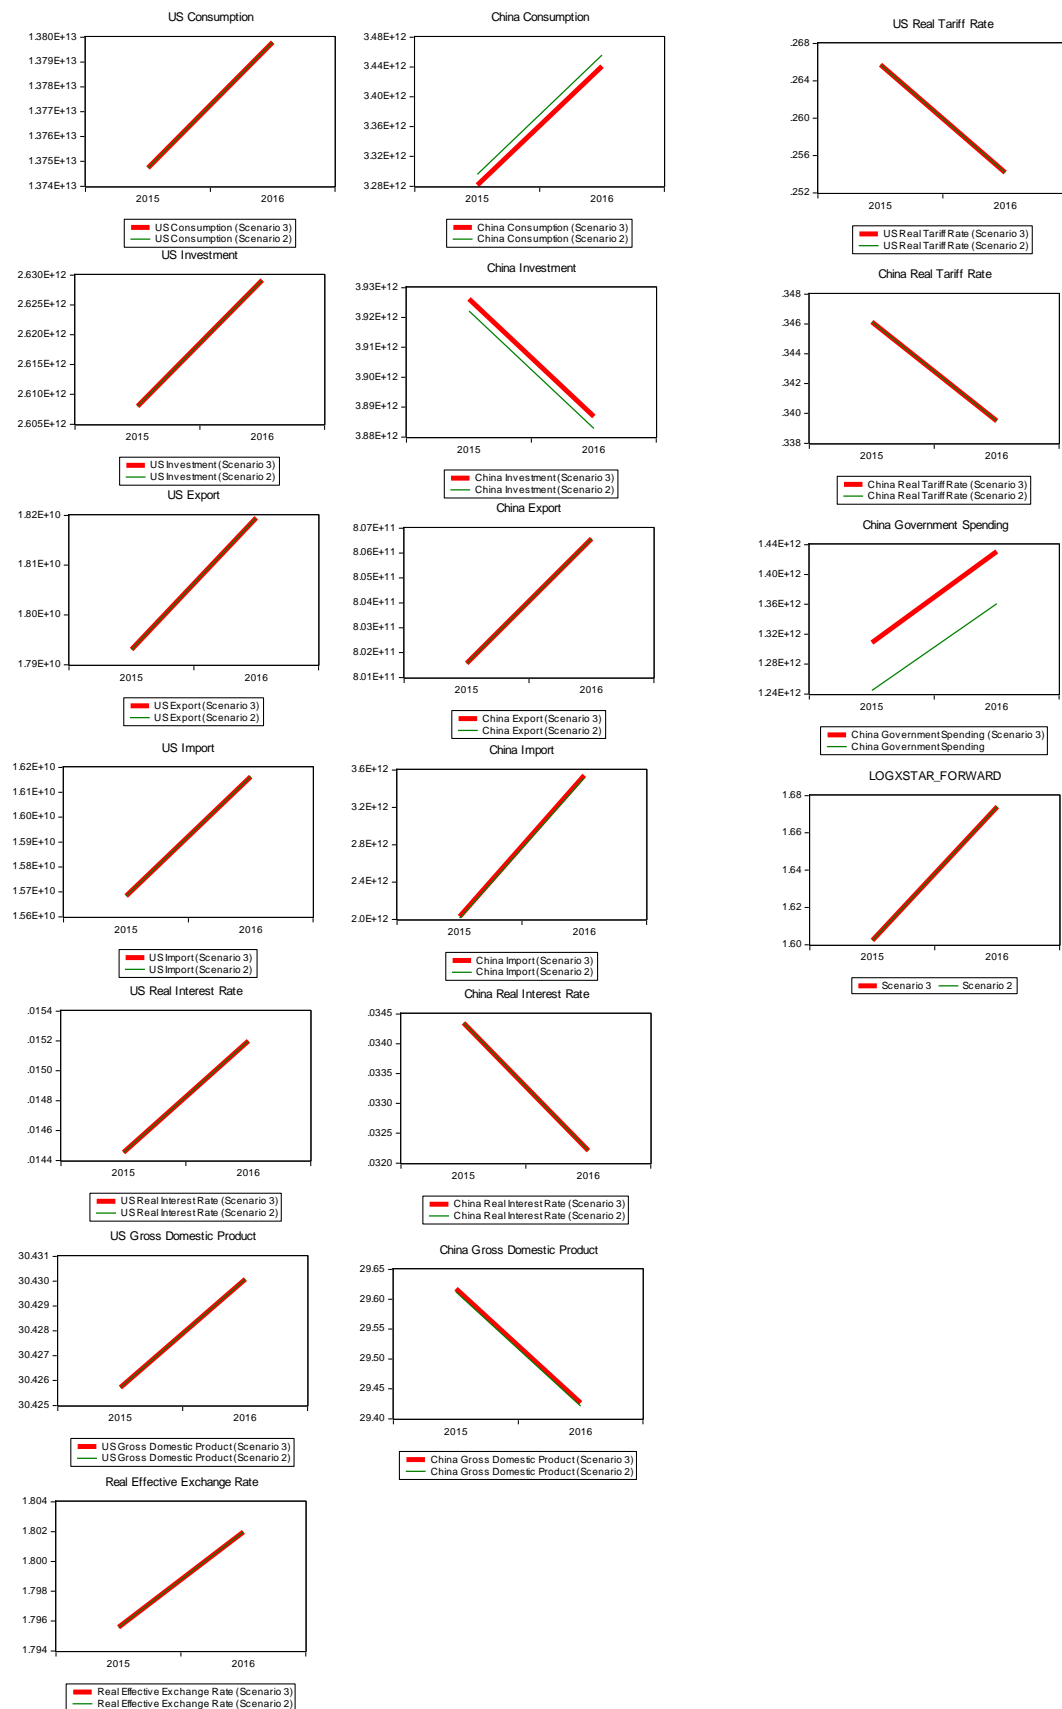 US Consumption
1.380E+13
1.379E+13
1.378E+13
1.377E+13
1.376E+13
1.375E+13
1.374E+13
2015 2016
US Consumption (Scenario 3)
US Consumption (Scenario 2)
China Consumption
3.48E+12
3.44E+12
3.40E+12
3.36E+12
3.32E+12
3.28E+12
2015 2016
China Consumption (Scenario 3)
China Consumption (Scenario 2)
US Real Tariff Rate
.268
.264
.260
.256
.252
2015 2016
US Real Tariff Rate (Scenario 3)
US Real Tariff Rate (Scenario 2)
US Investment
2.630E+12
2.625E+12
2.620E+12
2.615E+12
2.610E+12
2.605E+12
2015 2016
US Investment (Scenario 3)
US Investment (Scenario 2)
China Investment
3.93E+12
3.92E+12
3.91E+12
3.90E+12
3.89E+12
3.88E+12
2015 2016
China Investment (Scenario 3)
China Investment (Scenario 2)
China Real Tariff Rate
.348
.346
.344
.342
.340
.338
2015 2016
China Real Tariff Rate (Scenario 3)
China Real Tariff Rate (Scenario 2)
US Export
1.82E+10
1.81E+10
1.80E+10
1.79E+10
2015 2016
US Export (Scenario 3)
US Export (Scenario 2)
China Export
8.07E+11
8.06E+11
8.05E+11
8.04E+11
8.03E+11
8.02E+11
8.01E+11
2015 2016
China Export (Scenario 3)
China Export (Scenario 2)
China Government Spending
1.44E+12
1.40E+12
1.36E+12
1.32E+12
1.28E+12
1.24E+12
2015 2016
China Government Spending (Scenario 3)
China Government Spending
US Import
1.62E+10
1.61E+10
1.60E+10
1.59E+10
1.58E+10
1.57E+10
1.56E+10
2015 2016
US Import (Scenario 3)
US Import (Scenario 2)
China Import
3.6E+12
3.2E+12
2.8E+12
2.4E+12
2.0E+12
2015 2016
China Import (Scenario 3)
China Import (Scenario 2)
LOGXSTAR_FORWARD
1.68
1.66
1.64
1.62
1.60
2015 2016
Scenario 3 Scenario 2
US Real Interest Rate
.0154
.0152
.0150
.0148
.0146
.0144
2015 2016
US Real Interest Rate (Scenario 3)
US Real Interest Rate (Scenario 2)
China Real Interest Rate
.0345
.0340
.0335
.0330
.0325
.0320
2015 2016
China Real Interest Rate (Scenario 3)
China Real Interest Rate (Scenario 2)
US Gross Domestic Product
30.431
30.430
30.429
30.428
30.427
30.426
30.425
2015 2016
US Gross Domestic Product (Scenario 3)
US Gross Domestic Product (Scenario 2)
China Gross Domestic Product
29.65
29.60
29.55
29.50
29.45
29.40
2015 2016
China Gross Domestic Product (Scenario 3)
China Gross Domestic Product (Scenario 2)
Real Effective Exchange Rate
1.804
1.802
1.800
1.798
1.796
1.794
2015 2016
Real Effective Exchange Rate (Scenario 3)
Real Effective Exchange Rate (Scenario 2)